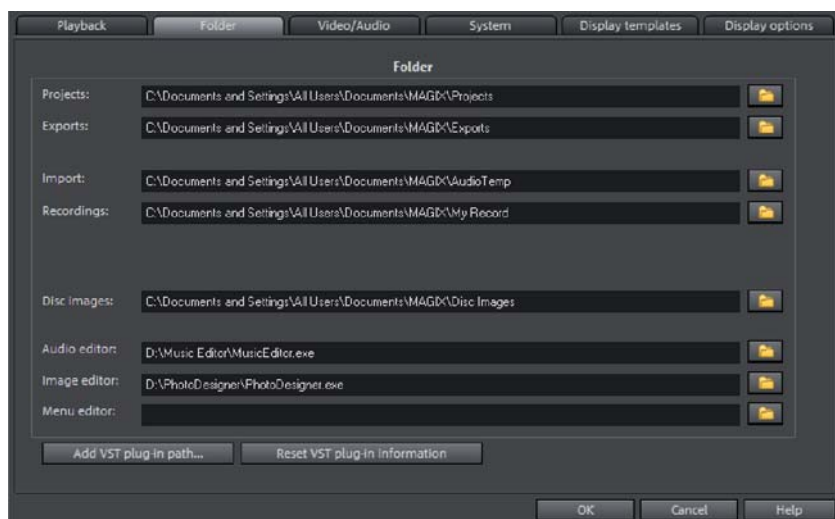 Playback Folder Video/Audio System Display templates Display options
Folder
Projects: C:\Documents and Settings\All Users\Documents\MAGIX\Projects
Exports: C:\Documents and Settings\All Users\Documents\MAGIX\Exports
Import: C:\Documents and Settings\All Users\Documents\MAGIX\AudioTemp
Recordings: C:\Documents and Settings\All Users\Documents\MAGIX\My Record
Disc images: C:\Documents and Settings\All Users\Documents\MAGIX\Disc Images
Audio editor: D:\Music Editor\MusicEditor.exe
Image editor: D:\PhotoDesigner\PhotoDesigner.exe
Menu editor:
Add VST plug-in path... Reset VST plug-in information
OK Cancel Help